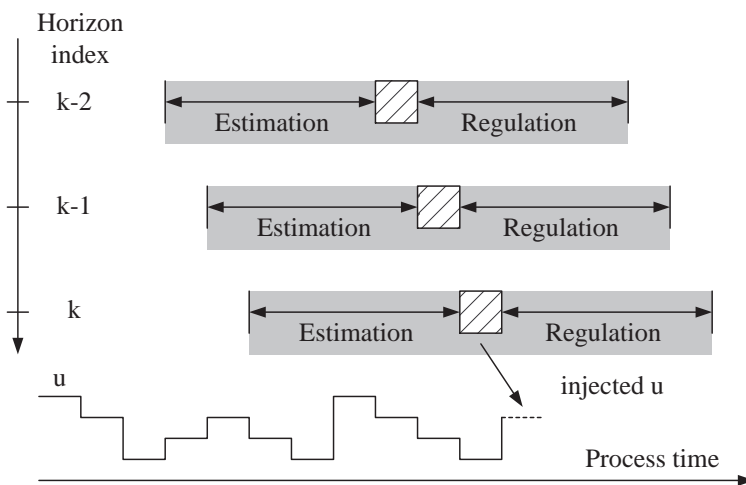 Horizon
index
k-2
Estimation
Regulation
k-1
Estimation
Regulation
k
Estimation
Regulation
u
injected u
Process time